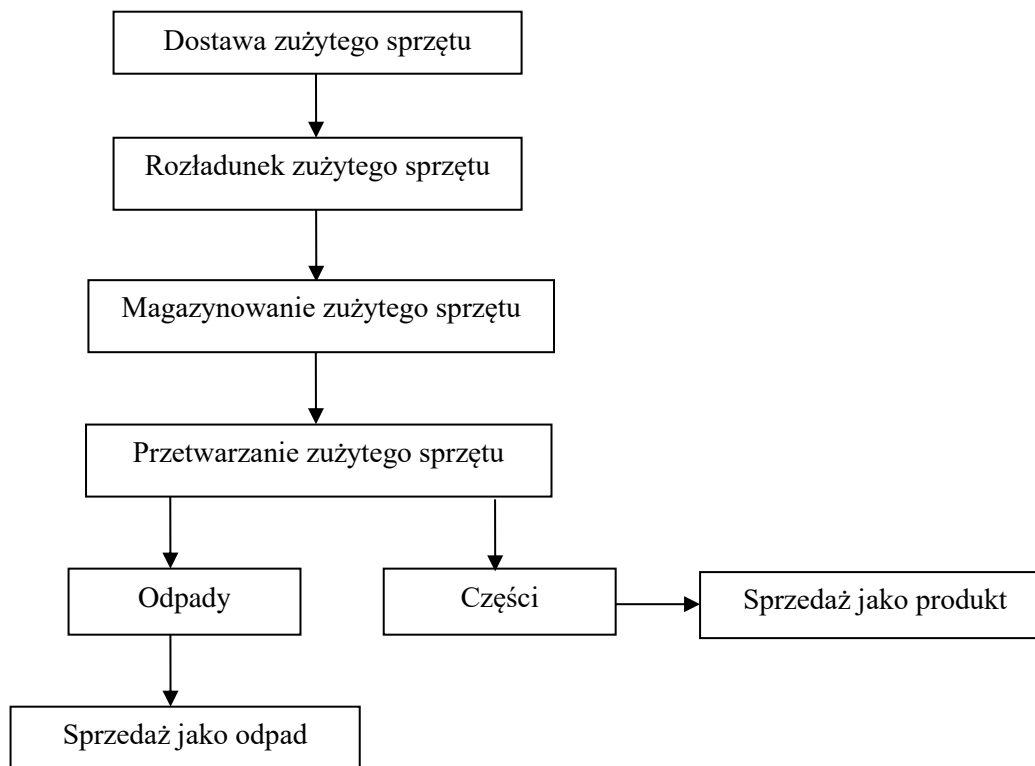 Dostawa zużytego sprzętu
Rozładunek zużytego sprzętu
Magazynowanie zużytego sprzętu
Przetwarzanie zużytego sprzętu
Odpady
Części
Sprzedaż jako produkt
Sprzedaż jako odpad